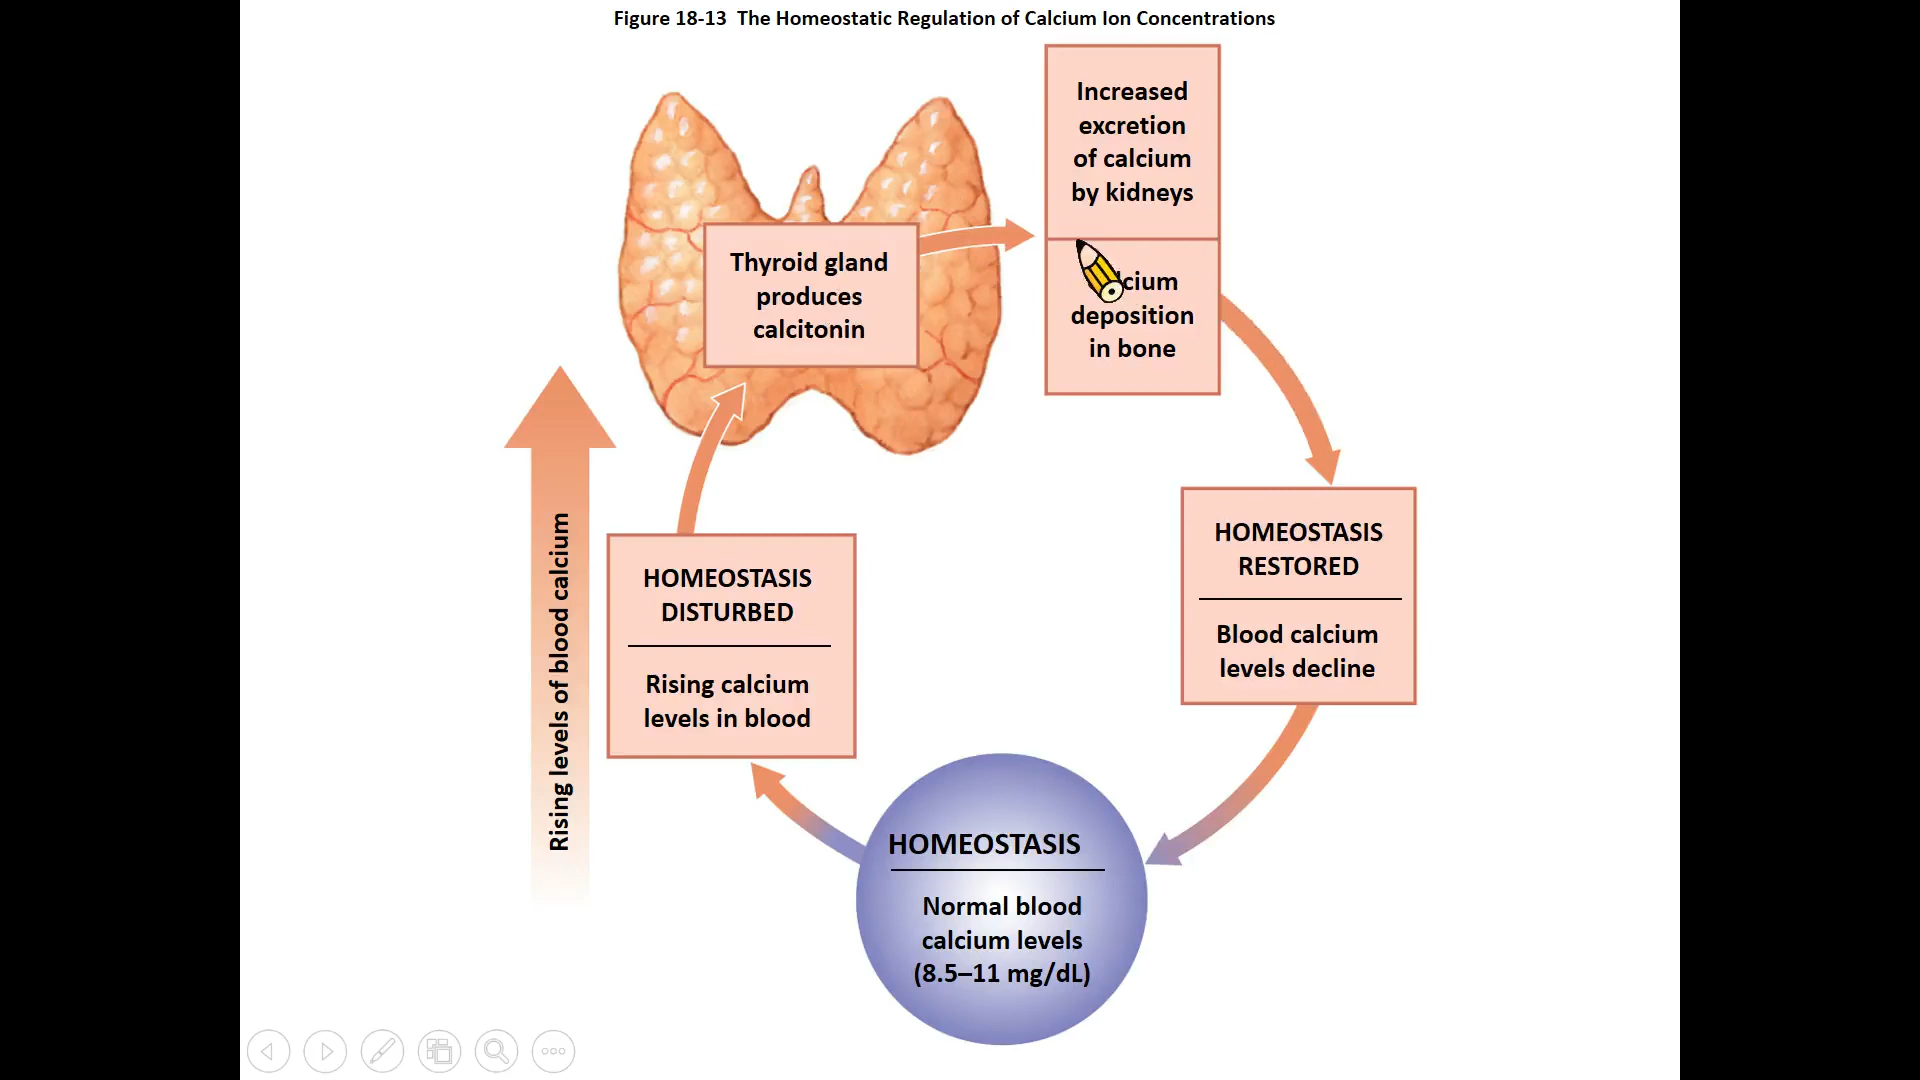 Figure 18-13 The Homeostatic Regulation of Calcium Ion Concentrations
Increased
excretion
of calcium
by kidneys
Thyroid gland
produces
calcitonin
deposition
in bone
Rising levels of blood calcium
HOMEOSTASIS
DISTURBED
Rising calcium
levels in blood
HOMEOSTASIS
RESTORED
Blood calcium
levels decline
HOMEOSTASIS
Normal blood
calcium levels
(8.5–11 mg/dL)